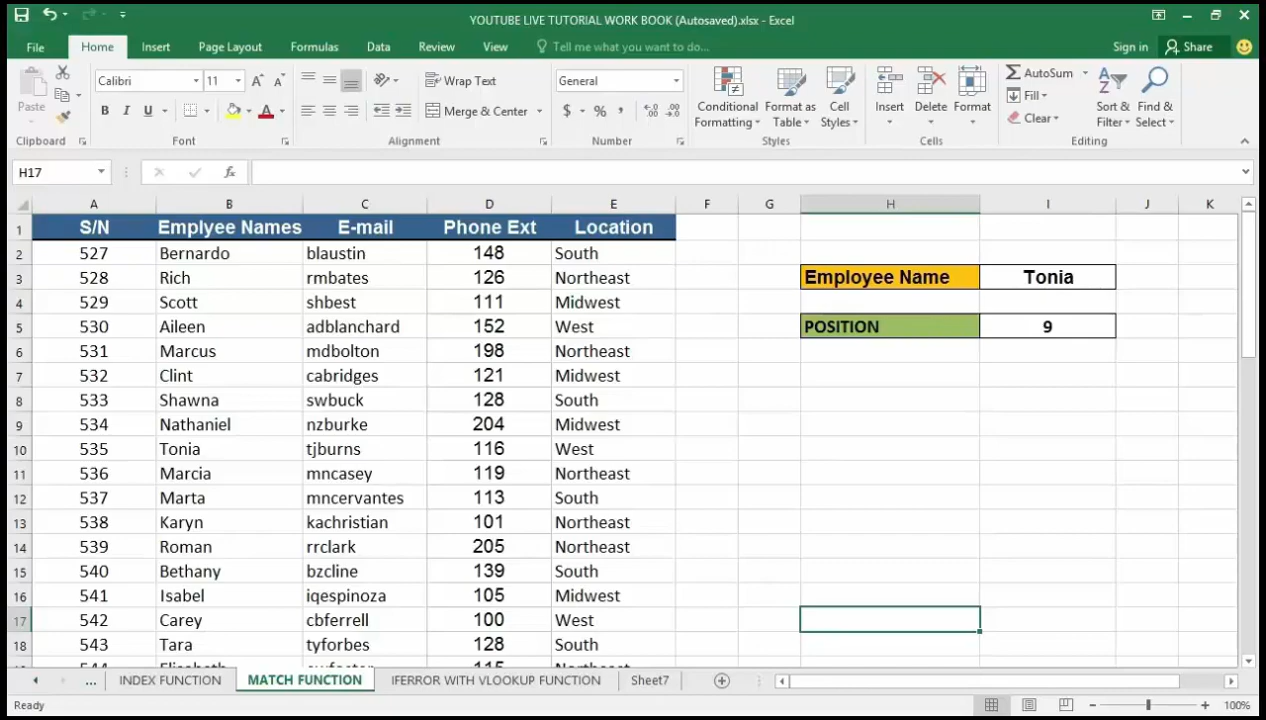 YOUTUBE LIVE TUTORIAL WORK BOOK (Autosaved).xlsx - Excel
File Home Insert Page Layout Formulas Data Review View Tell me what you want to do... Sign in Share
Paste Calibri 11 Wrap Text General Conditional Formatting Format as Table Cell Styles Insert Delete Format AutoSum Sort & Filter Find & Select
B I U Merge & Center $ % , Fill
Clear
Clipboard Font Alignment Number Styles Cells Editing
H17 fx
A B C D E F G H I J K
1 S/N Emplyee Names E-mail Phone Ext Location
2 527 Bernardo blaustin 148 South
3 528 Rich rmbates 126 Northeast Employee Name Tonia
4 529 Scott shbest 111 Midwest
5 530 Aileen adblanchard 152 West POSITION 9
6 531 Marcus mdbolton 198 Northeast
7 532 Clint cabridges 121 Midwest
8 533 Shawna swbuck 128 South
9 534 Nathaniel nzburke 204 Midwest
10 535 Tonia tjburns 116 West
11 536 Marcia mncasey 119 Northeast
12 537 Marta mncervantes 113 South
13 538 Karyn kachristian 101 Northeast
14 539 Roman rrclark 205 Northeast
15 540 Bethany bzcline 139 South
16 541 Isabel iqespinoza 105 Midwest
17 542 Carey cbferrell 100 West
18 543 Tara tyforbes 128 South
... INDEX FUNCTION MATCH FUNCTION IFERROR WITH VLOOKUP FUNCTION Sheet7
Ready 100%